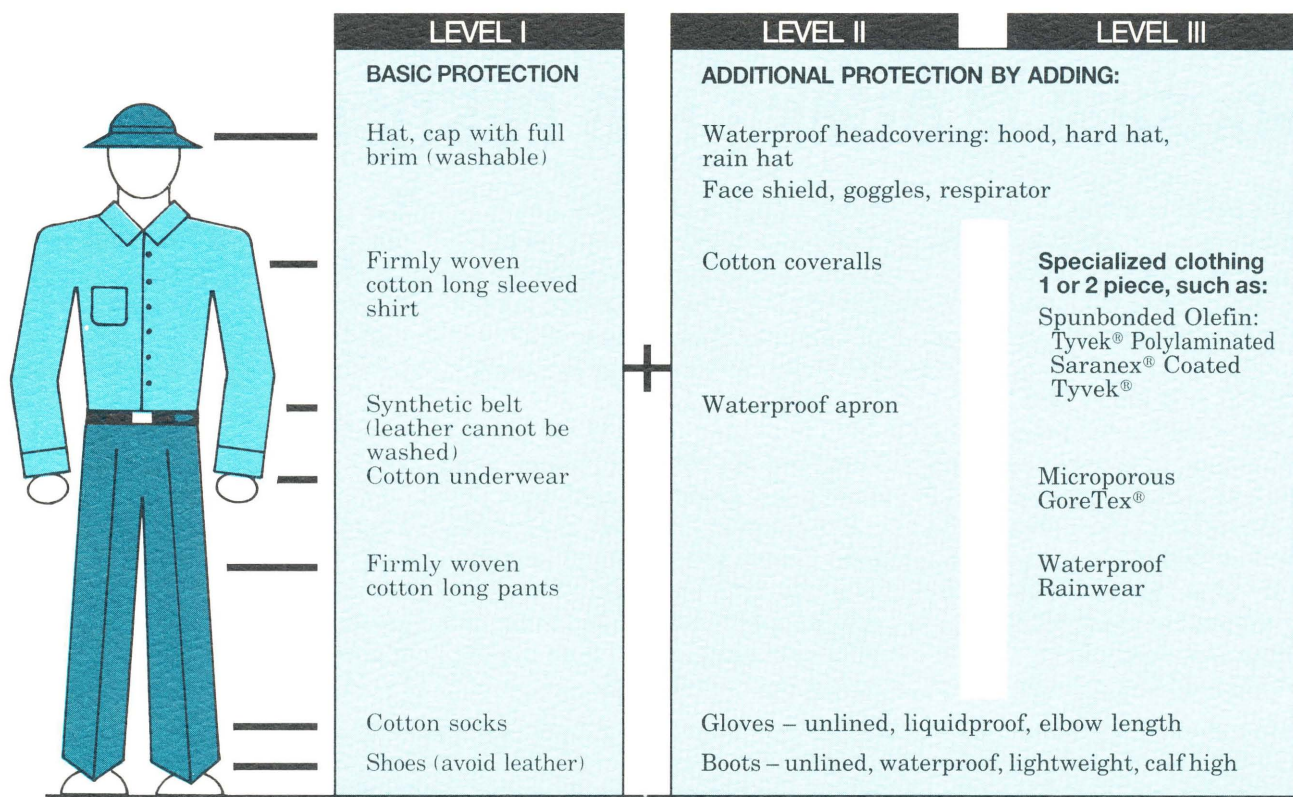 LEVEL I
BASIC PROTECTION
Hat, cap with full
brim (washable)
Firmly woven
cotton long sleeved
shirt
Synthetic belt
(leather cannot be
washed)
Cotton underwear
Firmly woven
cotton long pants
Cotton socks
Shoes (avoid leather)
+
LEVEL II
LEVEL III
ADDITIONAL PROTECTION BY ADDING:
Waterproof headcovering: hood, hard hat,
rain hat
Face shield, goggles, respirator
Cotton coveralls
Waterproof apron
Specialized clothing
1 or 2 piece, such as:
Spunbonded Olefin:
Tyvek® Polylaminated
Saranex® Coated
Tyvek®
Microporous
GoreTex®
Waterproof
Rainwear
Gloves – unlined, liquidproof, elbow length
Boots – unlined, waterproof, lightweight, calf high